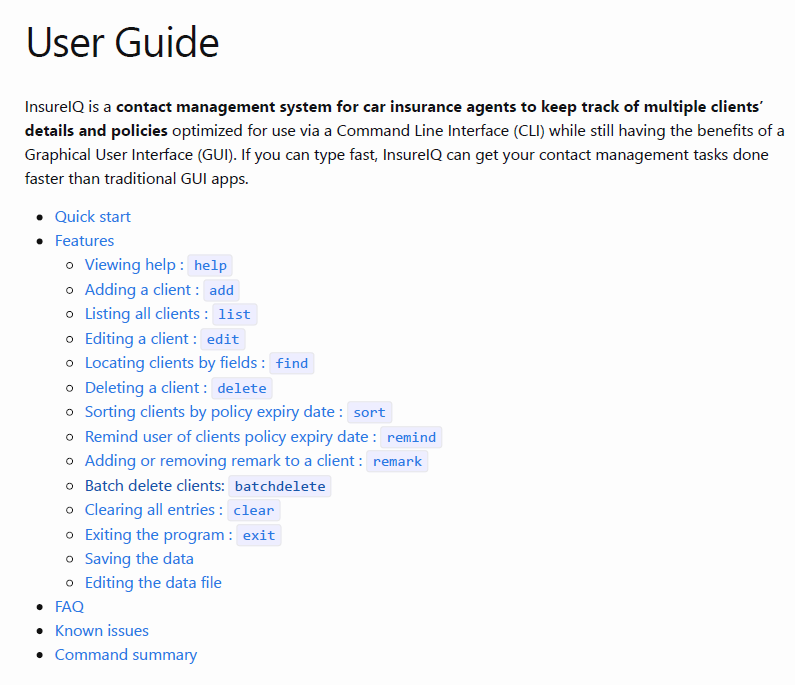 User Guide
InsureIQ is a contact management system for car insurance agents to keep track of multiple clients’
details and policies optimized for use via a Command Line Interface (CLI) while still having the benefits of a
Graphical User Interface (GUI). If you can type fast, InsureIQ can get your contact management tasks done
faster than traditional GUI apps.
Quick start
Features
Viewing help : help
Adding a client : add
Listing all clients : list
Editing a client : edit
Locating clients by fields : find
Deleting a client : delete
Sorting clients by policy expiry date : sort
Remind user of clients policy expiry date : remind
Adding or removing remark to a client : remark
Batch delete clients: batchdelete
Clearing all entries : clear
Exiting the program : exit
Saving the data
Editing the data file
FAQ
Known issues
Command summary